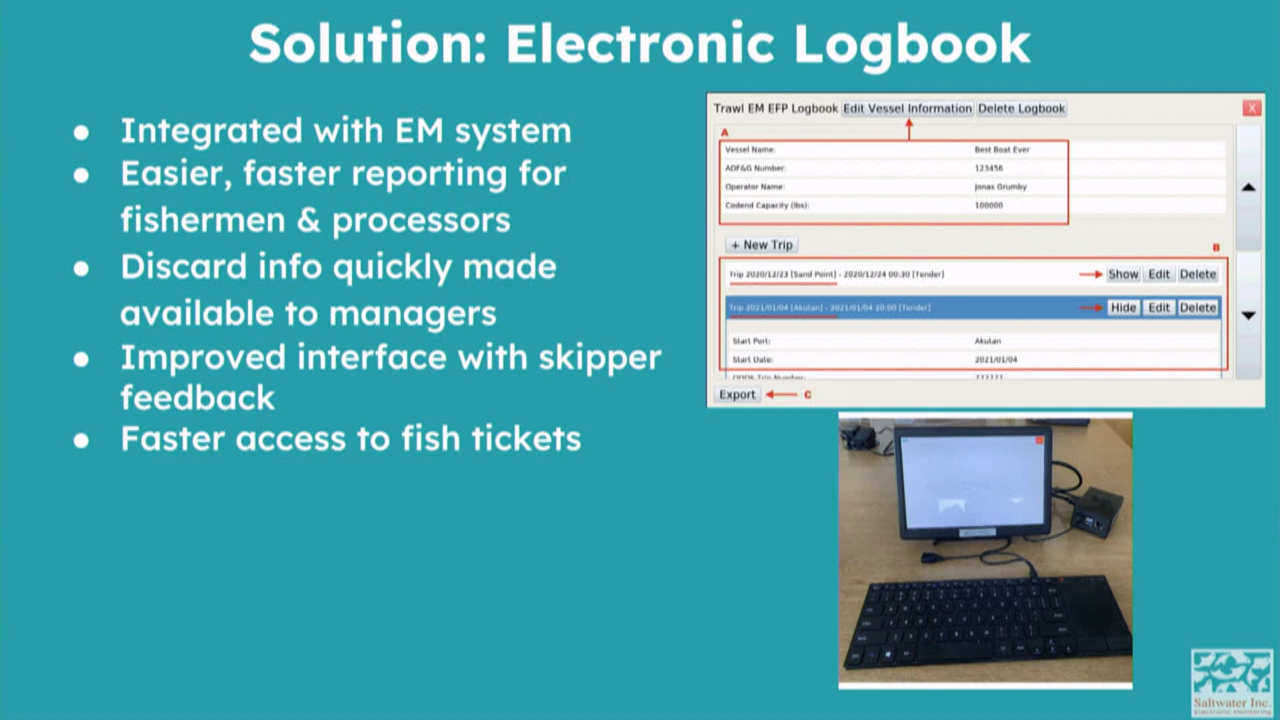 Solution: Electronic Logbook
● Integrated with EM system
● Easier, faster reporting for
fishermen & processors
● Discard info quickly made
available to managers
● Improved interface with skipper
feedback
● Faster access to fish tickets
Trawl EM EFP Logbook Edit Vessel Information Delete Logbook X
A
Vessel Name: Best Boat Ever
ADF&G Number: 123456
Operator Name: Jonas Grumby
Codend Capacity (lbs): 100000
+ New Trip
B
Trip 2020/12/23 [Sand Point] - 2020/12/24 00:30 [Tender] Show Edit Delete
Trip 2021/01/04 [Akutan] - 2021/01/04 20:00 [Tender] Hide Edit Delete
Start Port: Akutan
Start Date: 2021/01/04
Trip Number:
Export C
Saltwater Inc.
Electronic Monitoring